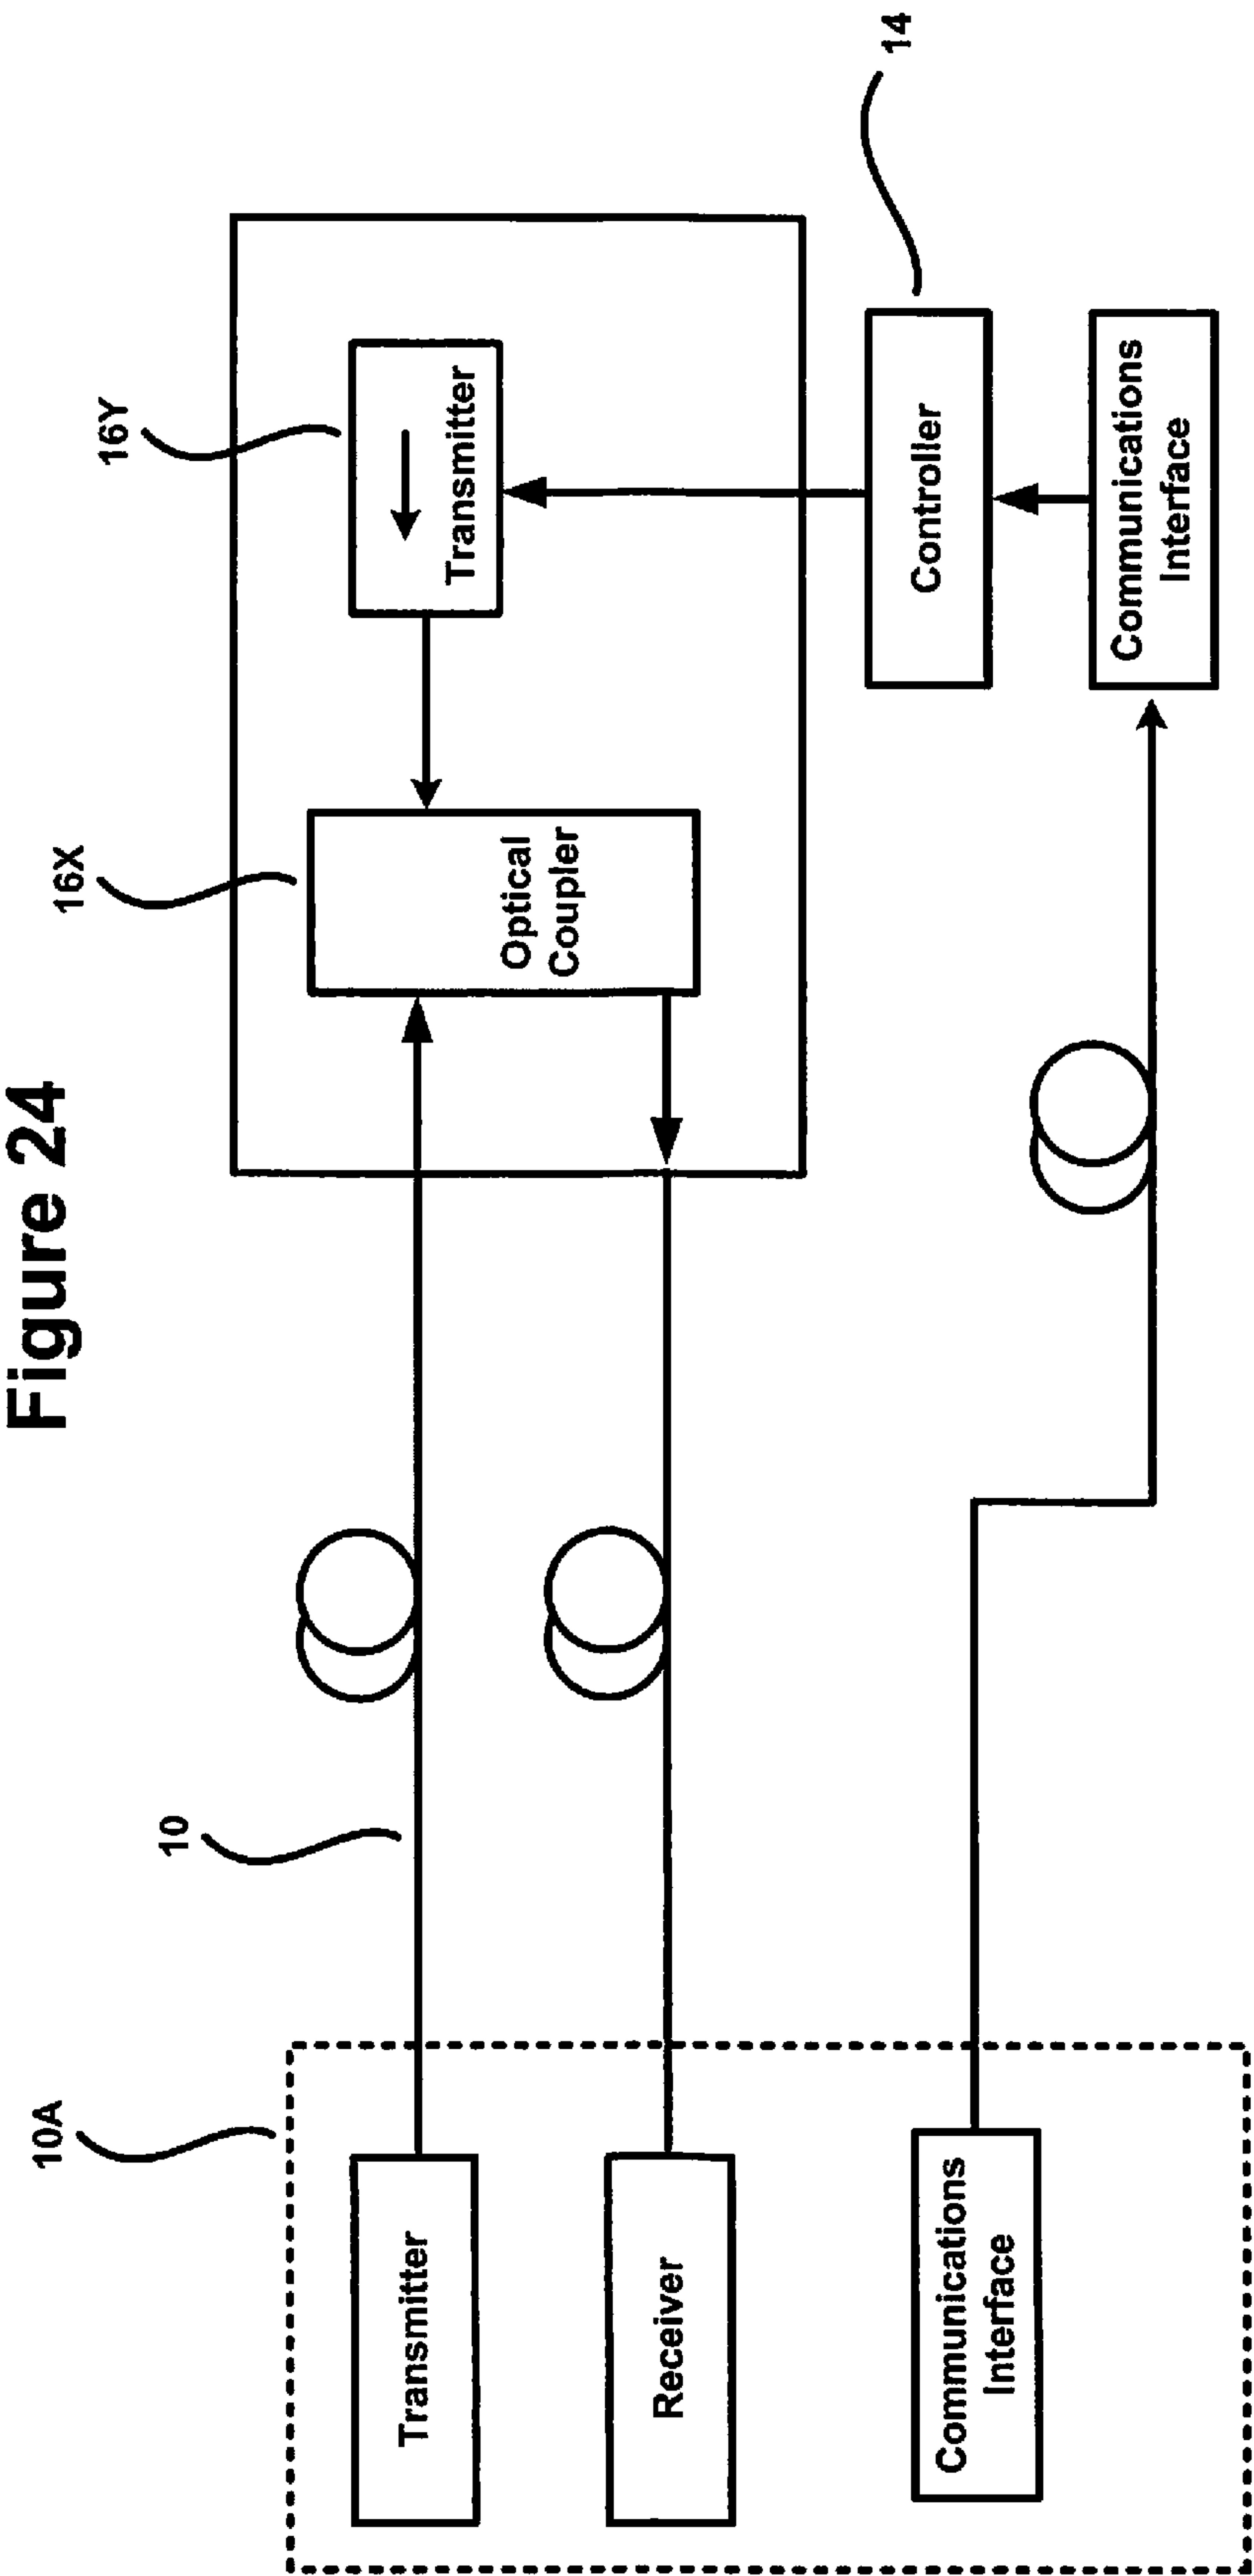 Figure 24
10A
10
16X
16Y
14
Transmitter
Receiver
Communications
Interface
Optical
Coupler
Transmitter
Controller
Communications
Interface